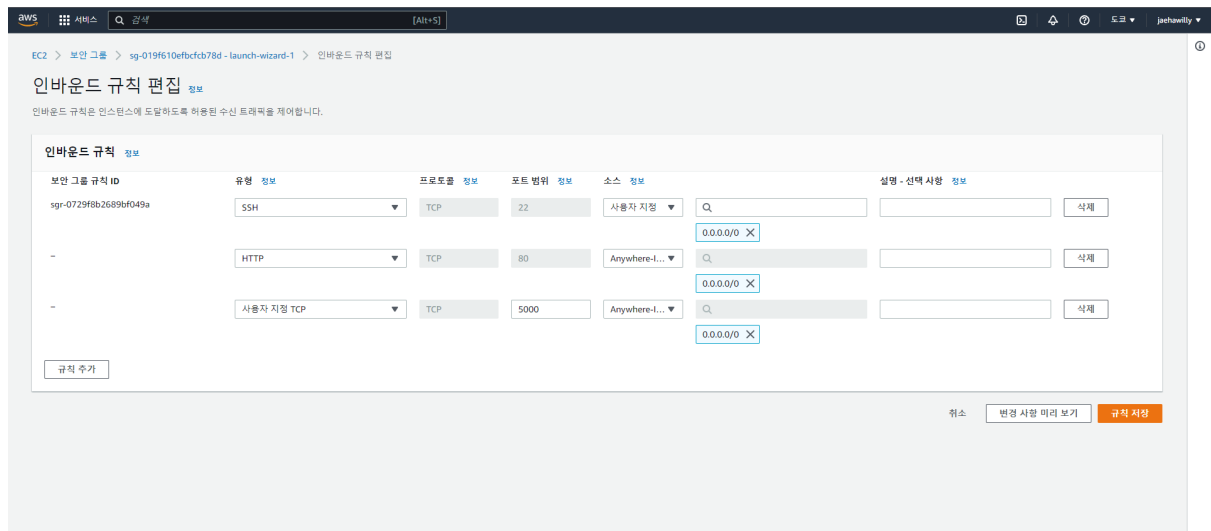 aws 서비스 검색 [Alt+S] 도쿄 ▼ jaehawilly ▼
EC2 > 보안 그룹 > sg-019f610efbcfcb78d - launch-wizard-1 > 인바운드 규칙 편집
인바운드 규칙 편집 정보
인바운드 규칙은 인스턴스에 도달하도록 허용된 수신 트래픽을 제어합니다.
인바운드 규칙 정보
보안 그룹 규칙 ID 유형 정보 프로토콜 정보 포트 범위 정보 소스 정보 설명 - 선택 사항 정보
sgr-0729f8b2689bf049a SSH ▼ TCP 22 사용자 지정 ▼ 삭제
0.0.0.0/0 ✕
– HTTP ▼ TCP 80 Anywhere-I... ▼ 삭제
0.0.0.0/0 ✕
– 사용자 지정 TCP ▼ TCP 5000 Anywhere-I... ▼ 삭제
0.0.0.0/0 ✕
규칙 추가
취소 변경 사항 미리 보기 규칙 저장